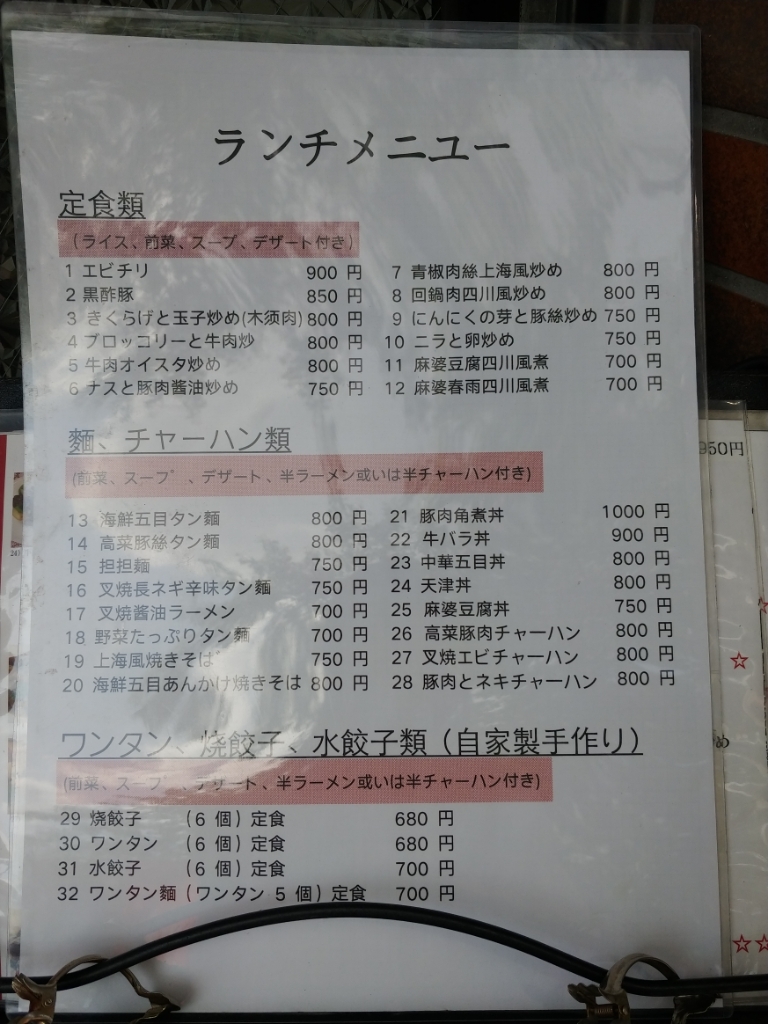 ランチメニュー
定食類
(ライス、前菜、スープ、デザート付き)
1 エビチリ 900 円
2 黒酢豚 850 円
3 きくらげと玉子炒め(木須肉) 800 円
4 ブロッコリーと牛肉炒 800 円
5 牛肉オイスタ炒め 800 円
6 ナスと豚肉醤油炒め 750 円
7 青椒肉絲上海風炒め 800 円
8 回鍋肉四川風炒め 800 円
9 にんにくの芽と豚絲炒め 750 円
10 ニラと卵炒め 750 円
11 麻婆豆腐四川風煮 700 円
12 麻婆春雨四川風煮 700 円
麵、チャーハン類
(前菜、スープ 、デザート、半ラーメン或いは半チャーハン付き)
13 海鮮五目タン麵 800 円
14 高菜豚絲タン麵 800 円
15 担担麵 750 円
16 叉焼長ネギ辛味タン麵 750 円
17 叉焼醬油ラーメン 700 円
18 野菜たっぷりタン麵 700 円
19 上海風焼きそば 750 円
20 海鮮五目あんかけ焼きそは 800 円
21 豚肉角煮丼 1000 円
22 牛バラ丼 900 円
23 中華五目丼 800 円
24 天津丼 800 円
25 麻婆豆腐丼 750 円
26 高菜豚肉チャーハン 800 円
27 叉焼エビチャーハン 800 円
28 豚肉とネキチャーハン 800 円
ワンタン、烧餃子、水餃子類(自家製手作り)
(前菜、スープ 、デザート、半ラーメン或いは半チャーハン付き)
29 烧餃子 (6 個) 定食 680 円
30 ワンタン (6 個) 定食 680 円
31 水餃子 (6 個) 定食 700 円
32 ワンタン麵 (ワンタン 5 個) 定食 700 円
950円